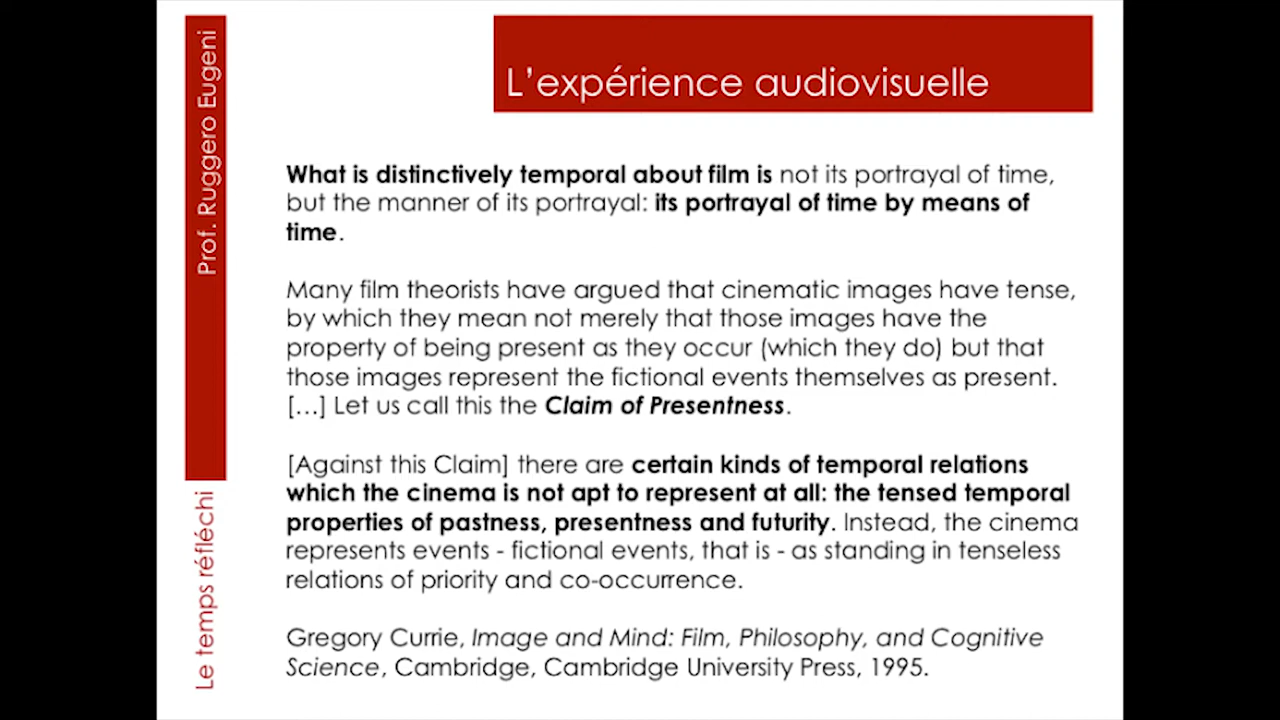 Prof. Ruggero Eugeni
Le temps réfléchi
L’expérience audiovisuelle
What is distinctively temporal about film is not its portrayal of time,
but the manner of its portrayal: its portrayal of time by means of
time.
Many film theorists have argued that cinematic images have tense,
by which they mean not merely that those images have the
property of being present as they occur (which they do) but that
those images represent the fictional events themselves as present.
[…] Let us call this the Claim of Presentness.
[Against this Claim] there are certain kinds of temporal relations
which the cinema is not apt to represent at all: the tensed temporal
properties of pastness, presentness and futurity. Instead, the cinema
represents events - fictional events, that is - as standing in tenseless
relations of priority and co-occurrence.
Gregory Currie, Image and Mind: Film, Philosophy, and Cognitive
Science, Cambridge, Cambridge University Press, 1995.